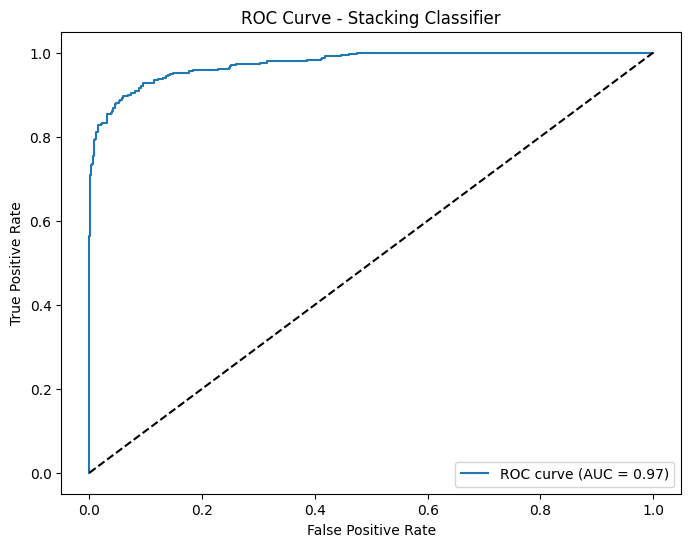 ROC Curve - Stacking Classifier
1.0
0.8
0.6
0.4
0.2
0.0
True Positive Rate
ROC curve (AUC = 0.97)
0.0 0.2 0.4 0.6 0.8 1.0
False Positive Rate